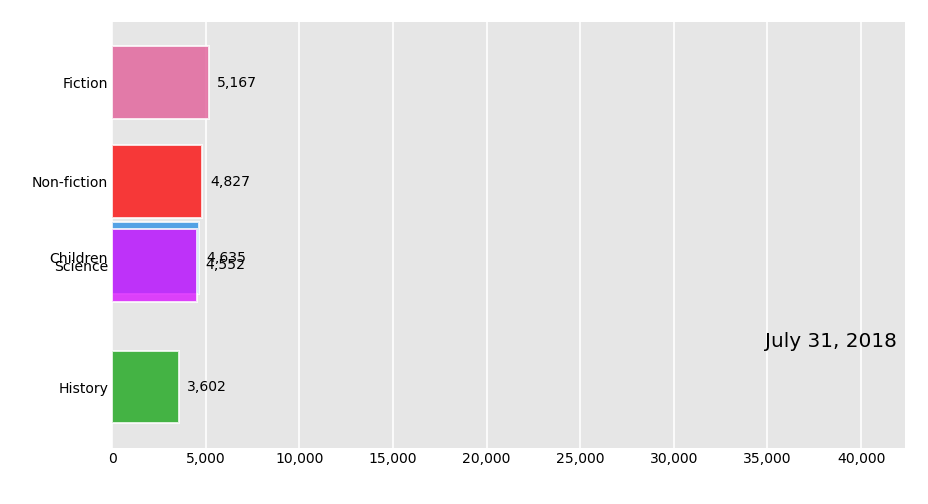 Fiction 5,167
Non-fiction 4,827
Children 4,635
Science 4,552
July 31, 2018
History 3,602
0 5,000 10,000 15,000 20,000 25,000 30,000 35,000 40,000